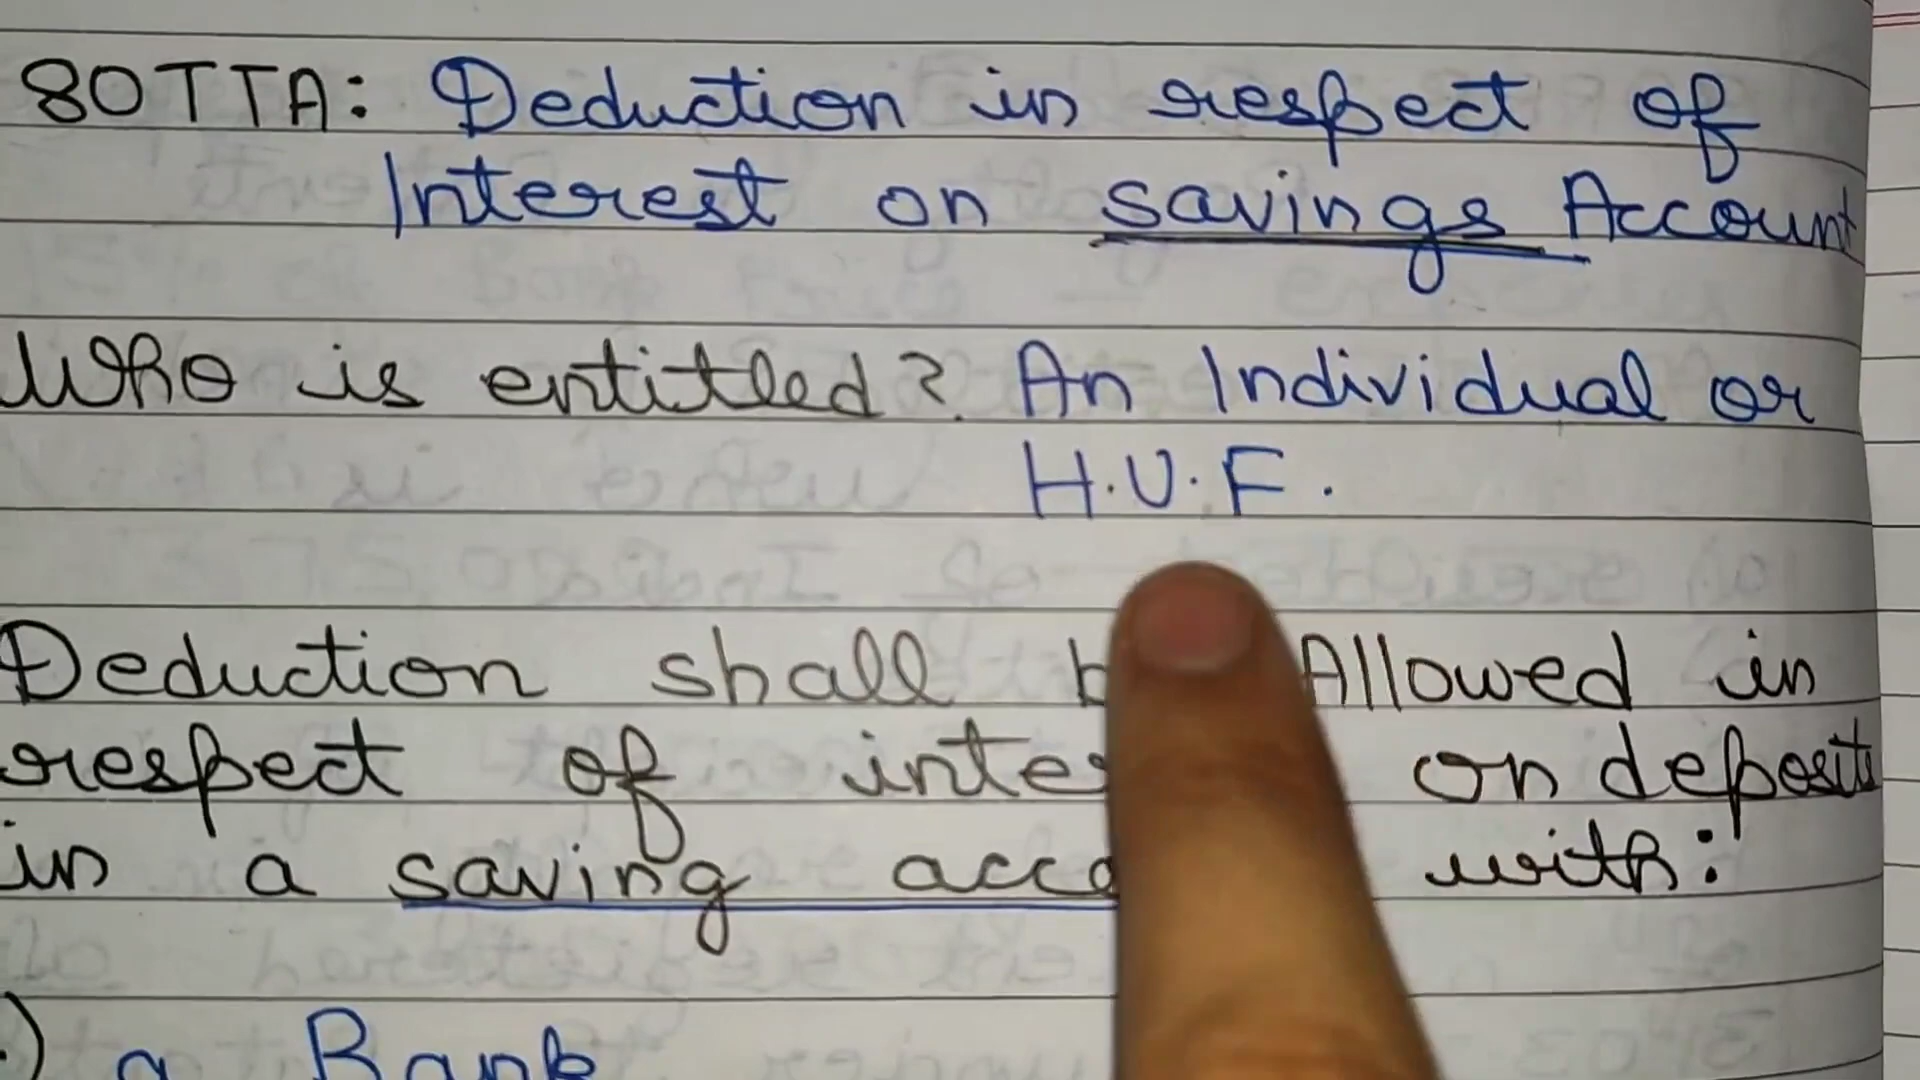 80TTA: Deduction in respect of
Interest on savings Account
Who is entitled? An Individual or
H.U.F.
Deduction shall Allowed in
respect of on deposits
in a saving with:
a Bank